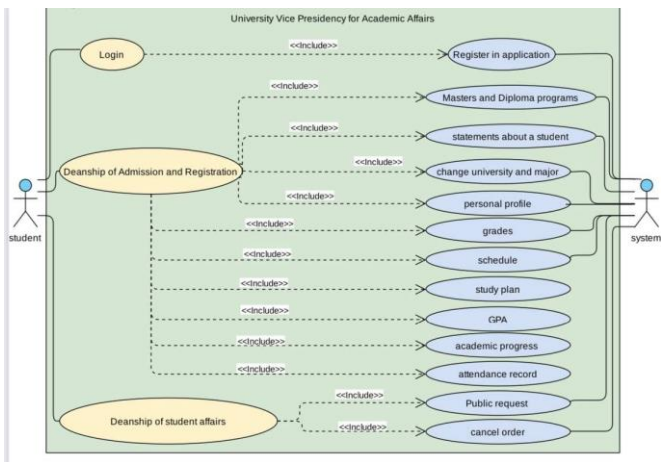 University Vice Presidency for Academic Affairs
Login
<<Include>>
Register in application
<<Include>>
Masters and Diploma programs
<<Include>>
statements about a student
Deanship of Admission and Registration
<<Include>>
change university and major
<<Include>>
personal profile
student
system
<<Include>>
grades
<<Include>>
schedule
<<Include>>
study plan
<<Include>>
GPA
<<Include>>
academic progress
<<Include>>
attendance record
<<Include>>
Public request
Deanship of student affairs
<<Include>>
cancel order